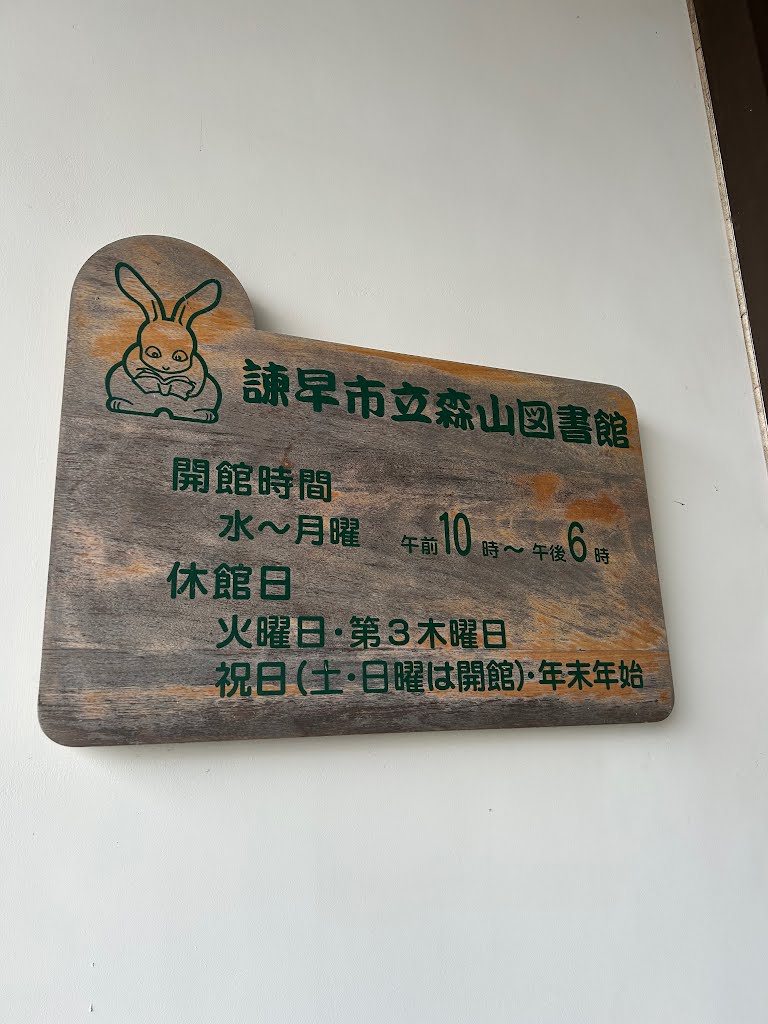 諫早市立森山図書館
開館時間
水～月曜 午前10時～午後6時
休館日
火曜日・第3木曜日
祝日(土・日曜は開館)・年末年始